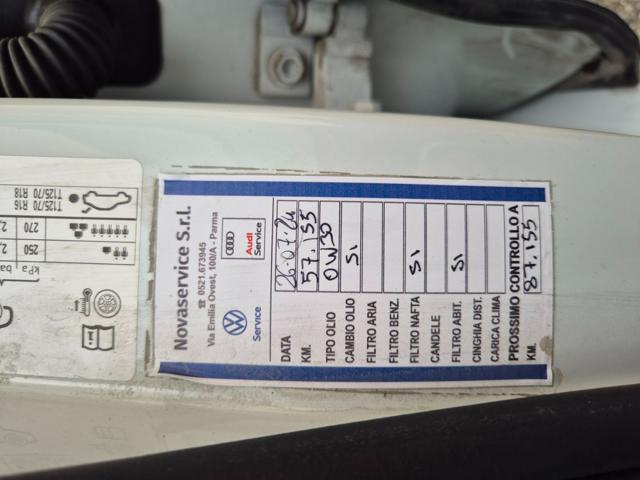 Novaservice S.r.l.
☎ 0521.673945
Via Emilia Ovest, 100/A - Parma
Service
Audi
Service
DATA 26.07.24
KM. 57.155
TIPO OLIO 0W30
CAMBIO OLIO SI
FILTRO ARIA
FILTRO BENZ.
FILTRO NAFTA SI
CANDELE
FILTRO ABIT. SI
CINGHIA DIST.
CARICA CLIMA
PROSSIMO CONTROLLO A
KM. 87.155
T125/70 R18
T125/70 R16
270
250
kPa